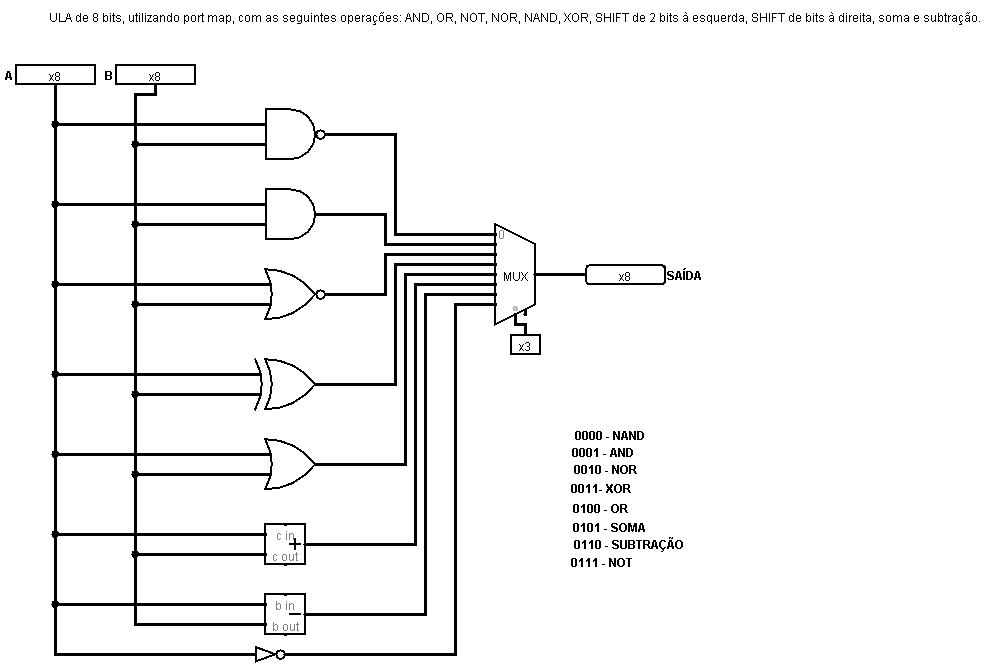 ULA de 8 bits, utilizando port map, com as seguintes operações: AND, OR, NOT, NOR, NAND, XOR, SHIFT de 2 bits à esquerda, SHIFT de bits à direita, soma e subtração.
A x8 B x8
0
MUX
x8 SAÍDA
x3
0000 - NAND
0001 - AND
0010 - NOR
0011- XOR
0100 - OR
0101 - SOMA
0110 - SUBTRAÇÃO
0111 - NOT
c in
+
c out
b in
−
b out